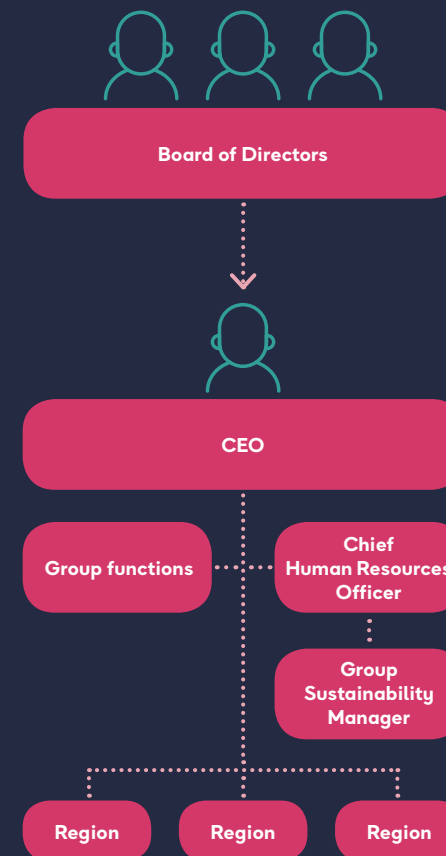 Board of Directors
CEO
Group functions
Chief
Human Resources
Officer
Group
Sustainability
Manager
Region
Region
Region